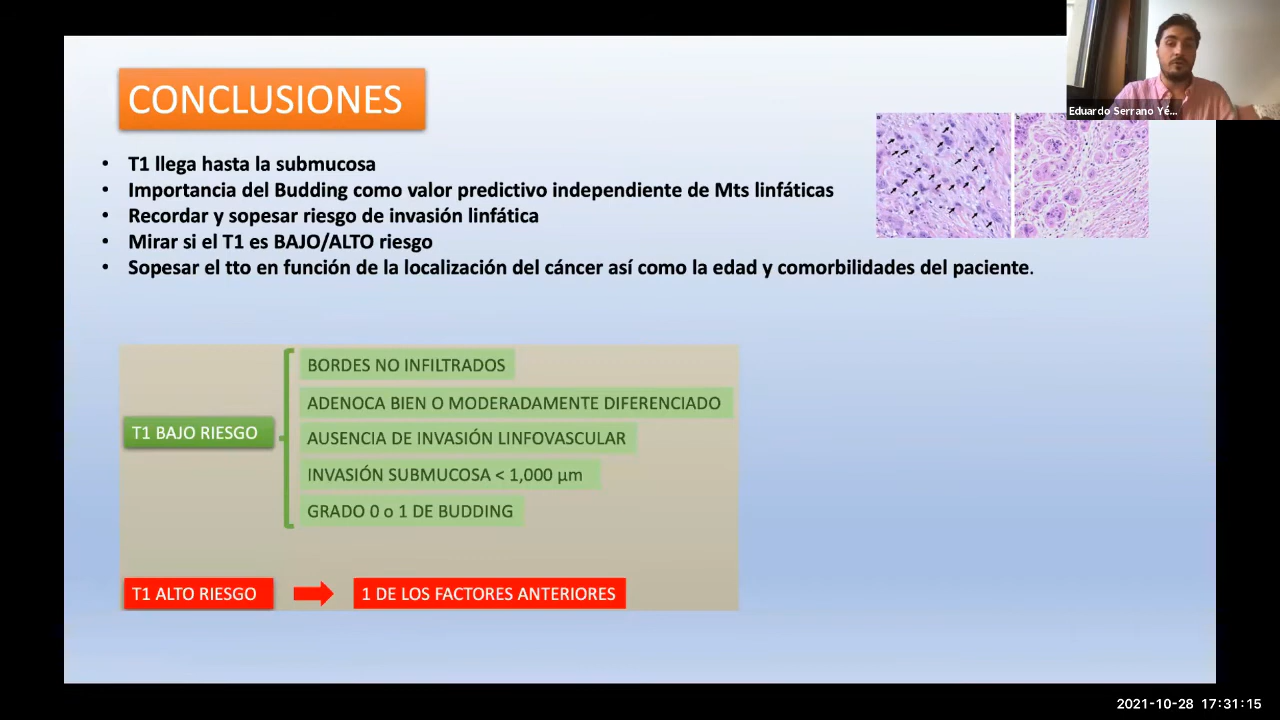 CONCLUSIONES
Eduardo Serrano Yé...
• T1 llega hasta la submucosa
• Importancia del Budding como valor predictivo independiente de Mts linfáticas
• Recordar y sopesar riesgo de invasión linfática
• Mirar si el T1 es BAJO/ALTO riesgo
• Sopesar el tto en función de la localización del cáncer así como la edad y comorbilidades del paciente.
BORDES NO INFILTRADOS
ADENOCA BIEN O MODERADAMENTE DIFERENCIADO
T1 BAJO RIESGO
AUSENCIA DE INVASIÓN LINFOVASCULAR
INVASIÓN SUBMUCOSA < 1,000 µm
GRADO 0 o 1 DE BUDDING
T1 ALTO RIESGO
1 DE LOS FACTORES ANTERIORES
2021-10-28 17:31:15